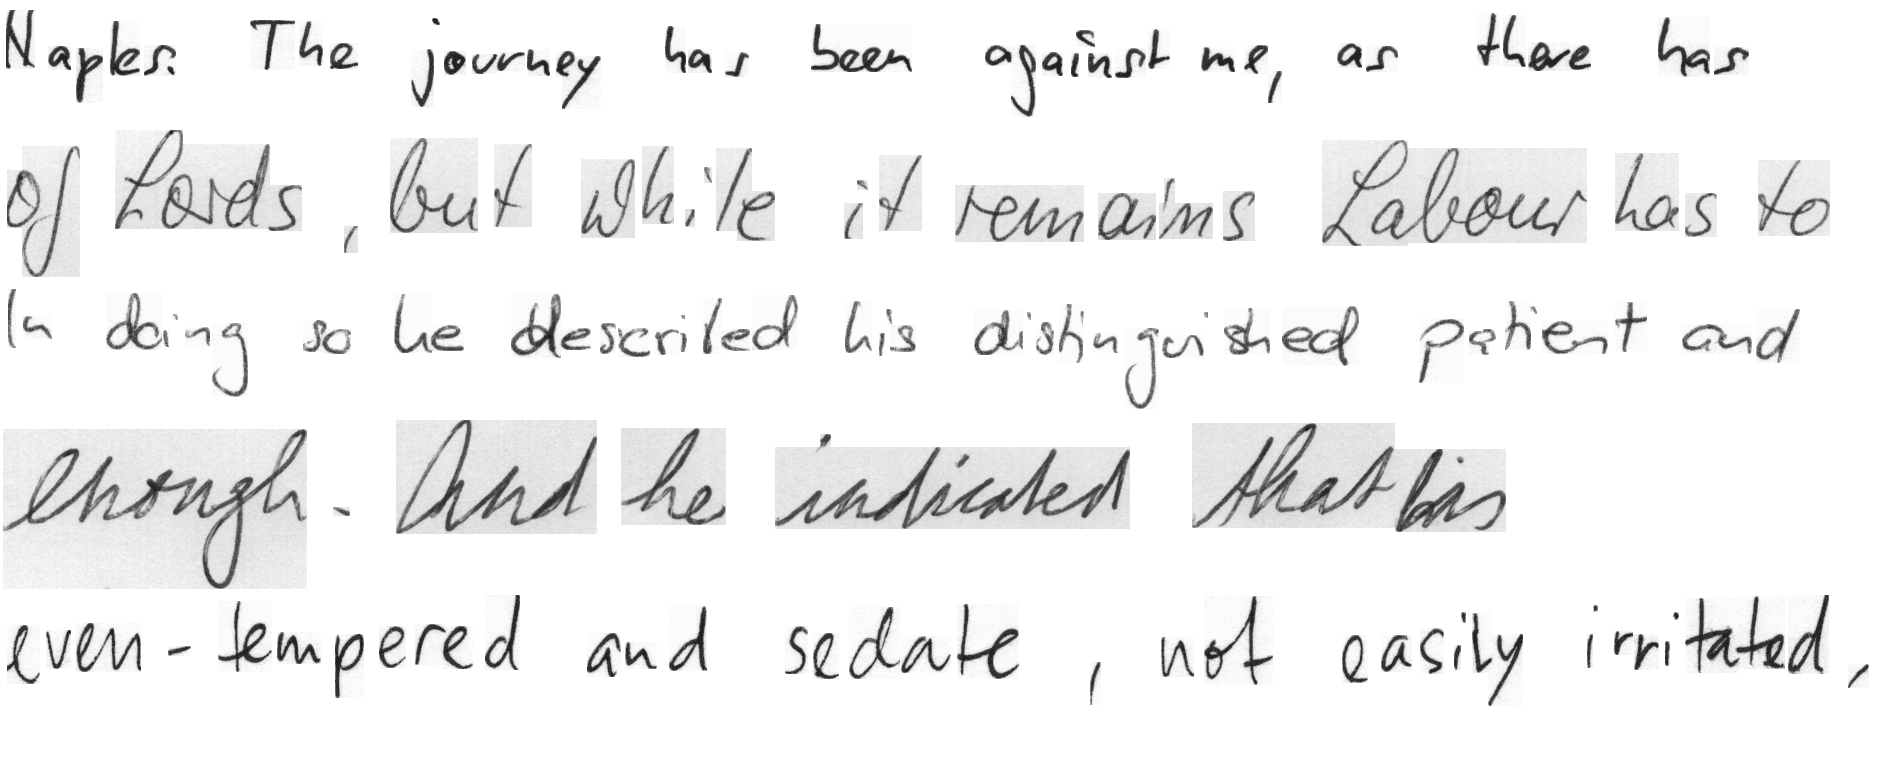 Naples. The journey has been against me, as there has
of Lords, but while it remains Labour has to
In doing so he described his distinguished patient and
enough. And he indicated that his
even-tempered and sedate, not easily irritated,